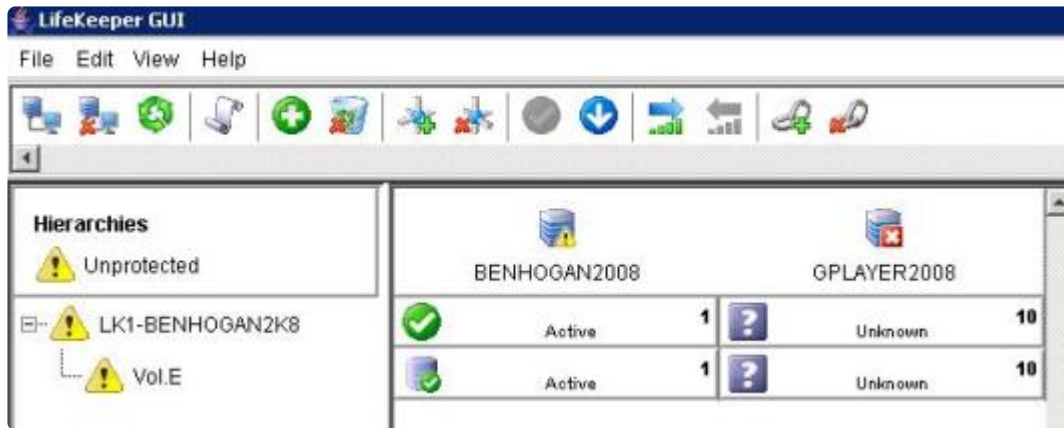 LifeKeeper GUI
File Edit View Help
Hierarchies
Unprotected
BENHOGAN2008
GPLAYER2008
LK1-BENHOGAN2K8
Active 1
Unknown 10
Vol.E
Active 1
Unknown 10